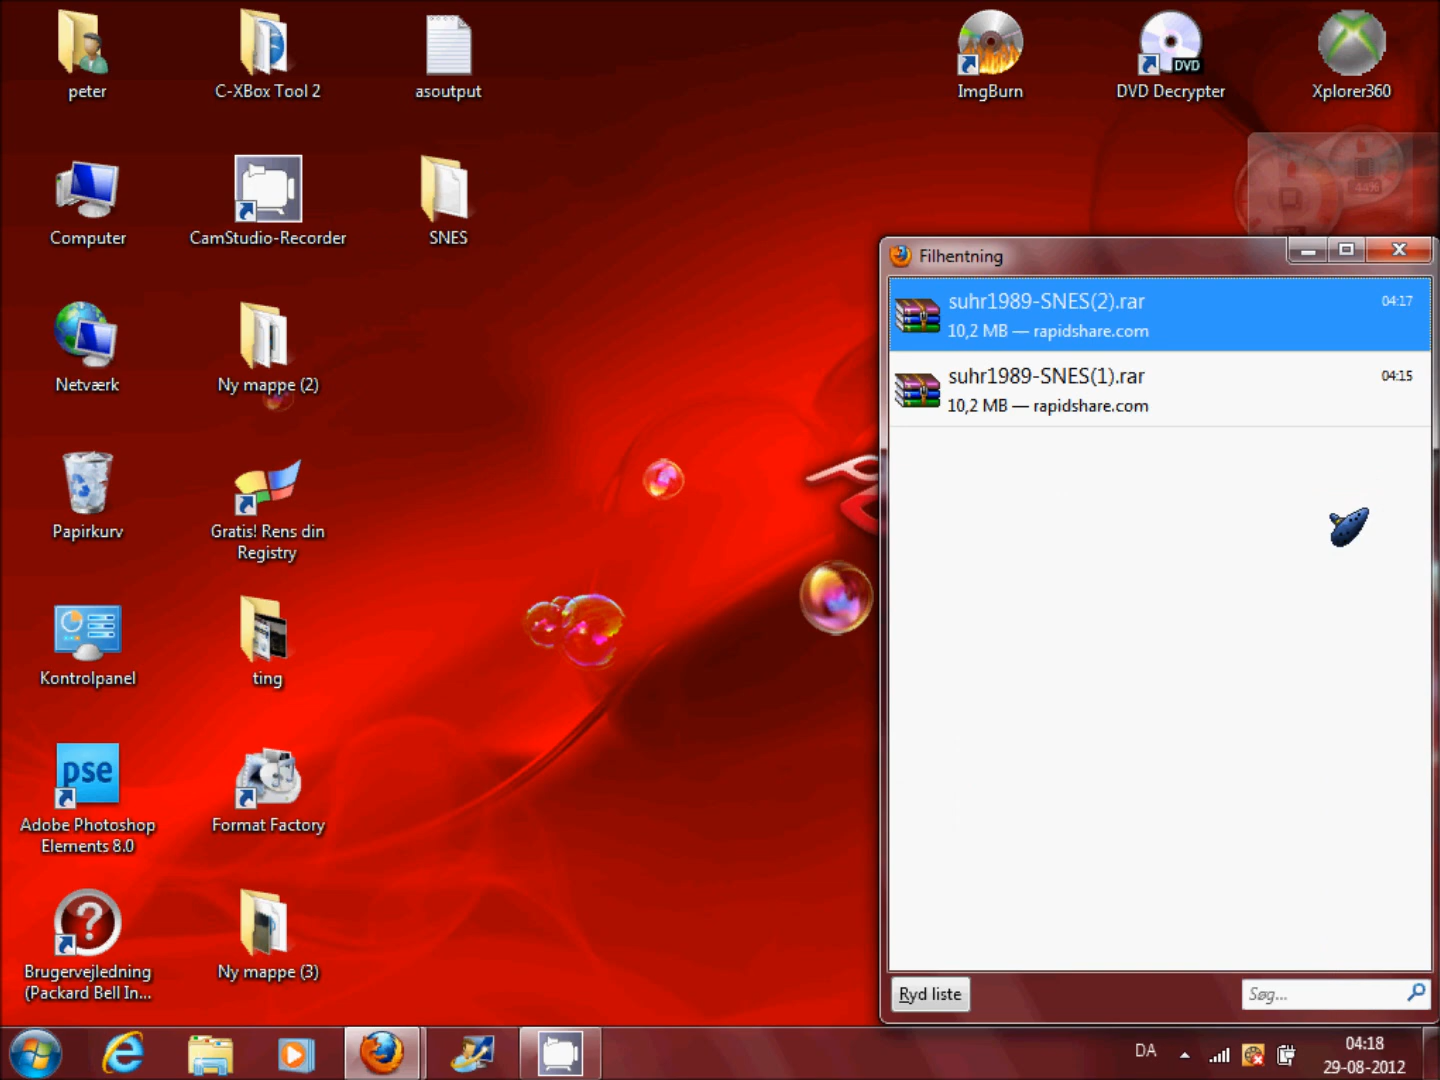 peter
C-XBox Tool 2
asoutput
ImgBurn
DVD
DVD Decrypter
Xplorer360
Computer
CamStudio-Recorder
SNES
44%
Filhentning
suhr1989-SNES(2).rar
04:17
10,2 MB — rapidshare.com
suhr1989-SNES(1).rar
04:15
10,2 MB — rapidshare.com
Netværk
Ny mappe (2)
Papirkurv
Gratis! Rens din
Registry
Kontrolpanel
ting
pse
Adobe Photoshop
Elements 8.0
Format Factory
Brugervejledning
(Packard Bell In...
Ny mappe (3)
Ryd liste
Søg...
DA
04:18
29-08-2012